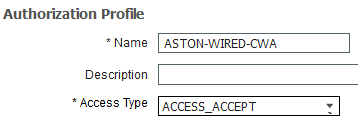 Authorization Profile
* Name ASTON-WIRED-CWA
Description
* Access Type ACCESS_ACCEPT